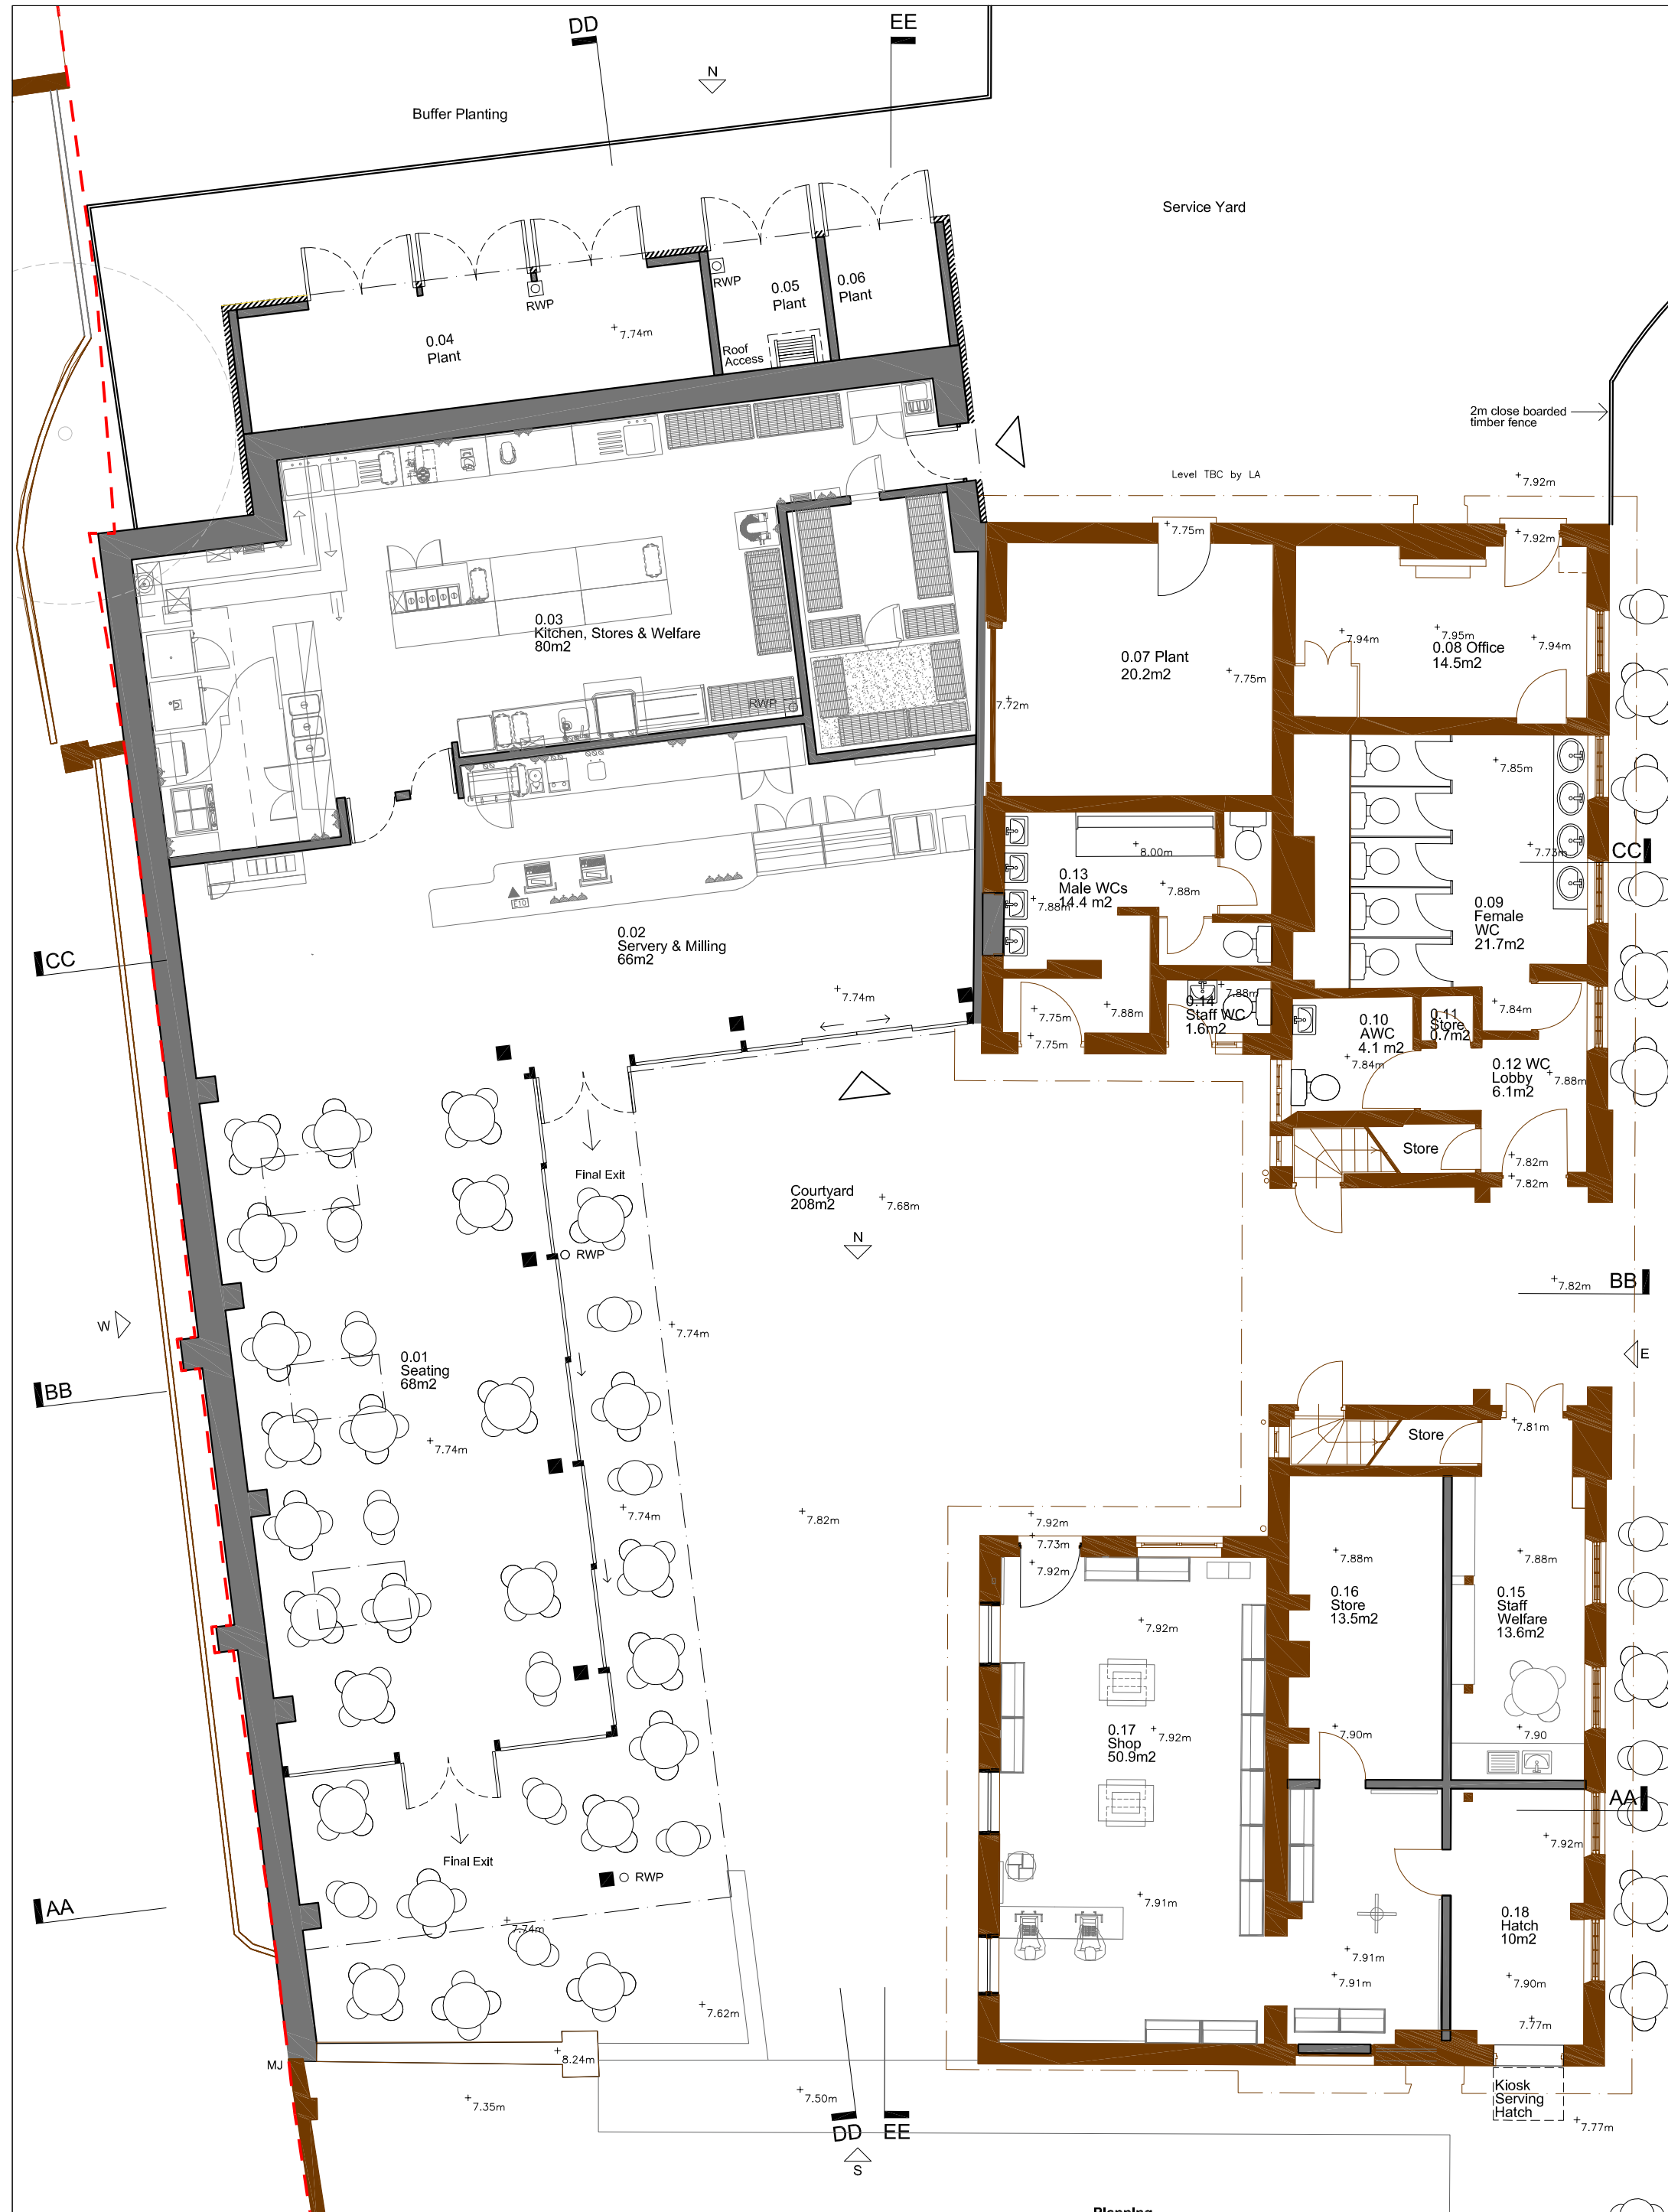 DD
EE
N
Buffer Planting
Service Yard
RWP
RWP
0.05
Plant
0.06
Plant
0.04
Plant
+7.74m
Roof
Access
2m close boarded
timber fence
Level TBC by LA
+7.92m
+7.75m
+7.92m
0.03
Kitchen, Stores & Welfare
80m2
0.07 Plant
20.2m2
+7.94m
+7.95m
+7.94m
0.08 Office
14.5m2
+7.75m
+7.72m
RWP
+7.85m
+8.00m
+7.73m
CC
0.13
Male WCs
14.4 m2
+7.88m
+7.88m
E10
0.09
Female
WC
21.7m2
0.02
Servery & Milling
66m2
CC
+7.74m
+7.88m
0.14
Staff WC
1.6m2
+7.75m
+7.88m
+7.75m
+7.84m
0.10
AWC
4.1 m2
0.11
Store
0.7m2
+7.84m
0.12 WC
Lobby
6.1m2
+7.88m
Store
+7.82m
+7.82m
Final Exit
Courtyard
208m2
+7.68m
N
RWP
+7.82m
BB
W
+7.74m
E
0.01
Seating
68m2
BB
+7.74m
+7.81m
Store
+7.74m
+7.82m
+7.92m
+7.73m
+7.92m
+7.88m
+7.88m
0.16
Store
13.5m2
0.15
Staff
Welfare
13.6m2
+7.92m
0.17
Shop
50.9m2
+7.92m
+7.90m
+7.90
AA
+7.92m
Final Exit
RWP
AA
+7.74m
+7.91m
0.18
Hatch
10m2
+7.91m
+7.91m
+7.90m
+7.62m
+7.77m
MJ
+8.24m
+7.35m
+7.50m
Kiosk
Serving
Hatch
+7.77m
DD
EE
S
Planning